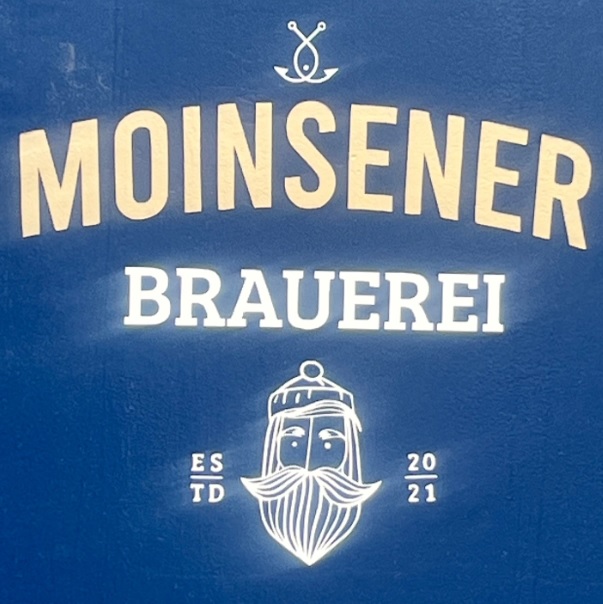 MOINSENER
BRAUEREI
ES 20
TD 21